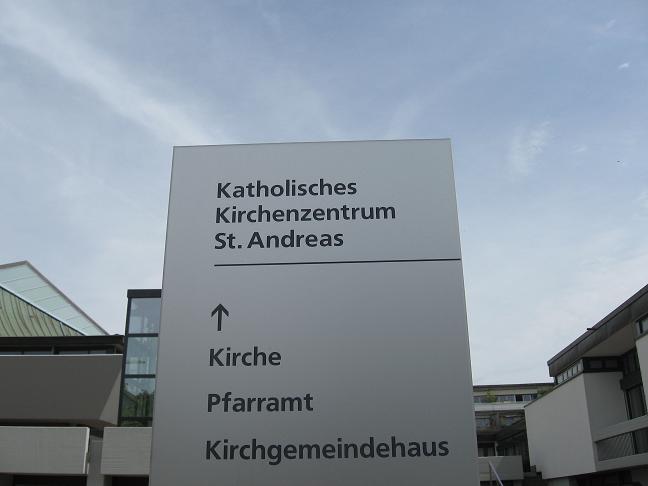 Katholisches
Kirchenzentrum
St. Andreas
↑
Kirche
Pfarramt
Kirchgemeindehaus